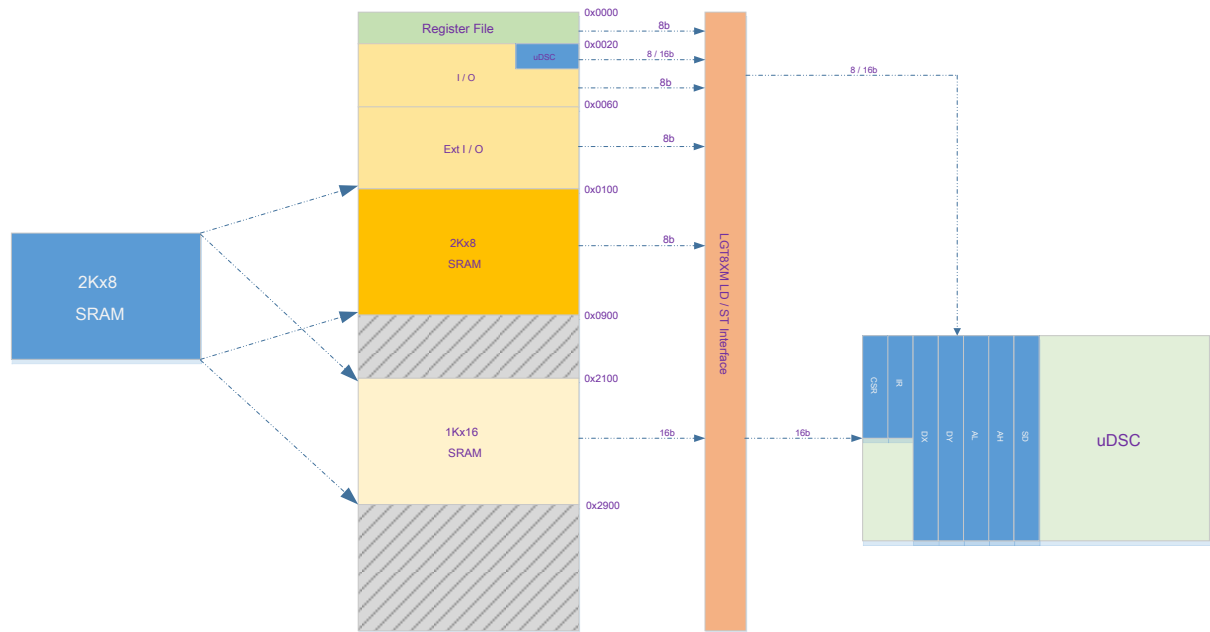 0x0000
Register File
8b
0x0020
uDSC
8 / 16b
I / O
8b
8 / 16b
0x0060
Ext I / O
8b
0x0100
2Kx8
SRAM
8b
2Kx8
SRAM
0x0900
LGT8XM LD / ST Interface
0x2100
1Kx16
SRAM
16b
16b
0x2900
CSR
IR
DX
DY
AL
AH
SD
uDSC